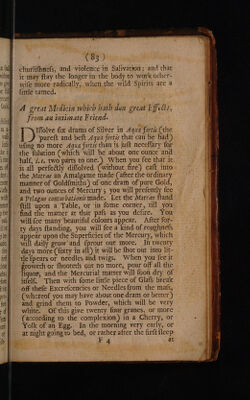 (83)
churlishness, and violence in Salivation; and that
it may stay the longer in the body to work other-
wise more radically, when the wild Spirits are a
little tamed.
A great Medicin which hath don great Effects,
from an intimate Friend.
DIssolve six drams of Silver in Aqua fortis (the
purest and best Aqua fortis that can be had)
using no more Aqua fortis than is just necessary for
the solution (which will be about one ounce and
half, i.e. two parts to one.) When you see that it
is all perfectly dissolved, (without fire) cast into
the Matras an Amalgame made (after the ordinary
manner of Goldsmiths) of one dram of pure Gold,
and two ounces of Mercury; you will presently see
a Pelagus conturbationis made. Let the Matras stand
still upon a Table, or in some corner, till you
find the matter at that pass as you desire. You
will see many beautiful colours appear. After for-
ty days standing, you will see a kind of roughness
appear upon the Superficies of the Mercury, which
will daily grow and sprout our more. In twenty
days more (sixty in all) it will be shot out into lit-
tle spears or needles and twigs. When you see it
groweth or shooteth out no more, pour off all the
liquor, and the Mercurial matter will soon dry of
itself. Then with some little piece of Glass break
off these Excrescencies or Needles from the mass,
(whereof you may have about one dram or better)
and grind them to Powder, which will be very
white. Of this give twenty four granes, or more
(according to the complexion) in a Cherry, or
Yolk of an Egg. In the morning very early, or
at night going to bed, or rather after the first sleep
F 4 at